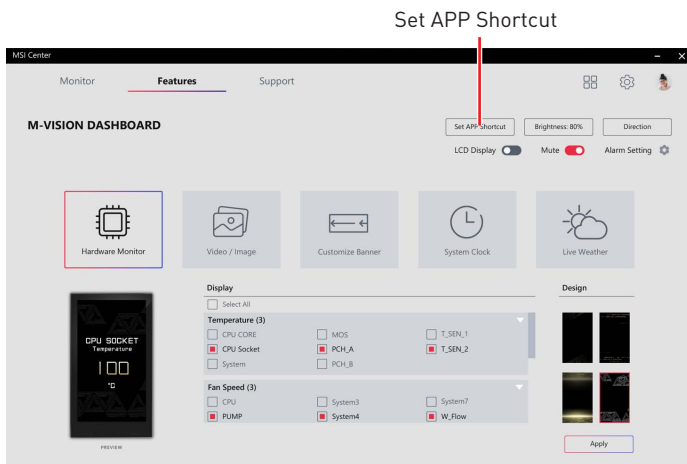 Set APP Shortcut
MSI Center
Monitor Features Support
M-VISION DASHBOARD
Set APP Shortcut Brightness: 80% Direction
LCD Display Mute Alarm Setting
Hardware Monitor Video / Image Customize Banner System Clock Live Weather
Display Design
Select All
Temperature (3)
CPU CORE MOS T_SEN_1
CPU Socket PCH_A T_SEN_2
System PCH_B
Fan Speed (3)
CPU System3 System7
PUMP System4 W_Flow
CPU SOCKET
Temperature
100
°C
PREVIEW
Apply